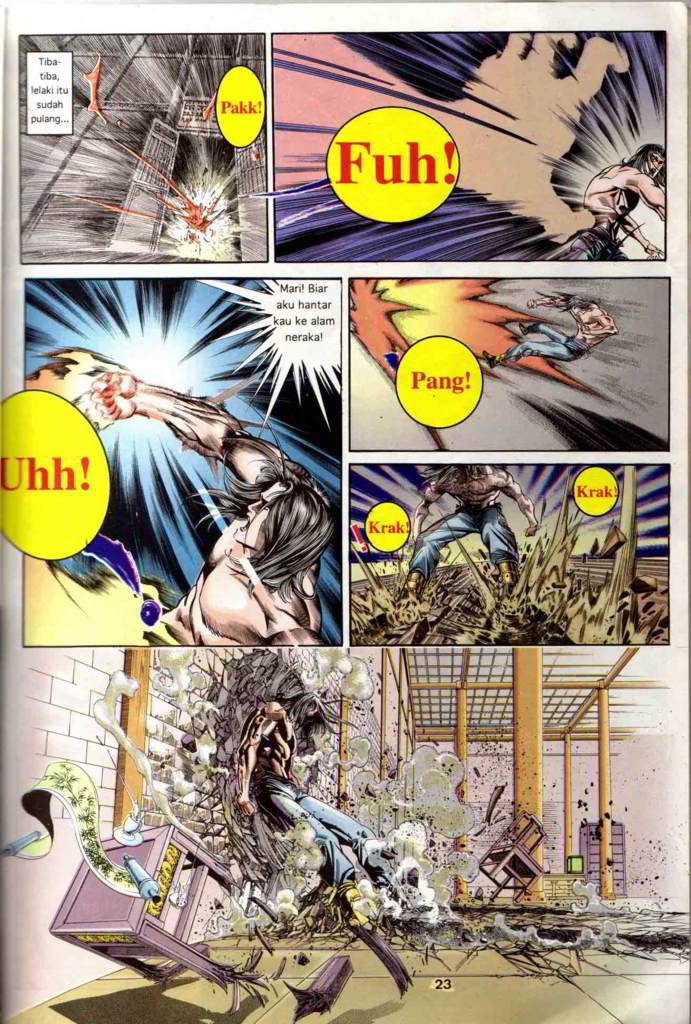 Tiba-
tiba,
lelaki itu
sudah
pulang...
Pakk!
Fuh!
Mari! Biar
aku hantar
kau ke alam
neraka!
Uhh!
Pang!
Krak!
Krak!
23